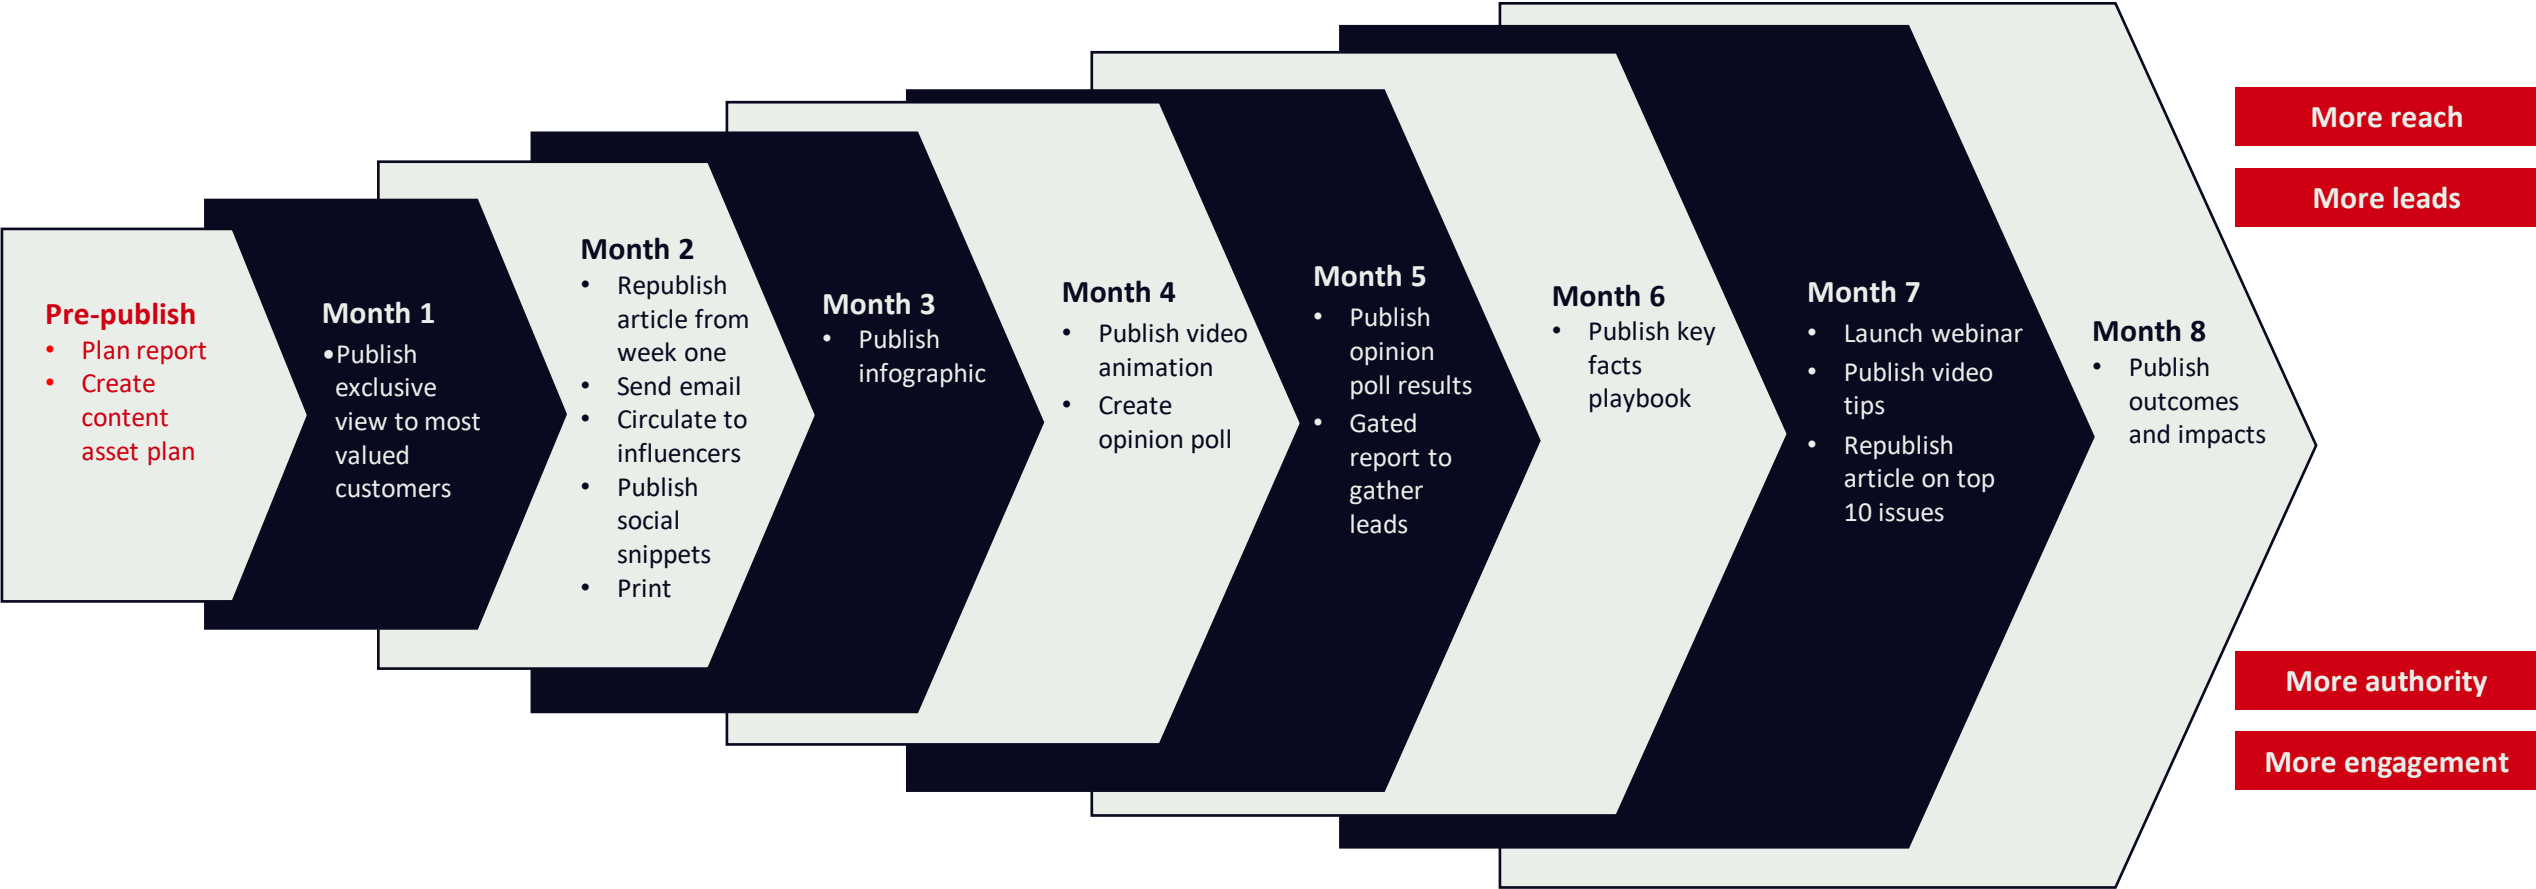 Pre-publish
• Plan report
• Create
content
asset plan
Month 1
•Publish
exclusive
view to most
valued
customers
Month 2
• Republish
article from
week one
• Send email
• Circulate to
influencers
• Publish
social
snippets
• Print
Month 3
• Publish
infographic
Month 4
• Publish video
animation
• Create
opinion poll
Month 5
• Publish
opinion
poll results
• Gated
report to
gather
leads
Month 6
• Publish key
facts
playbook
Month 7
• Launch webinar
• Publish video
tips
• Republish
article on top
10 issues
Month 8
• Publish
outcomes
and impacts
More reach
More leads
More authority
More engagement